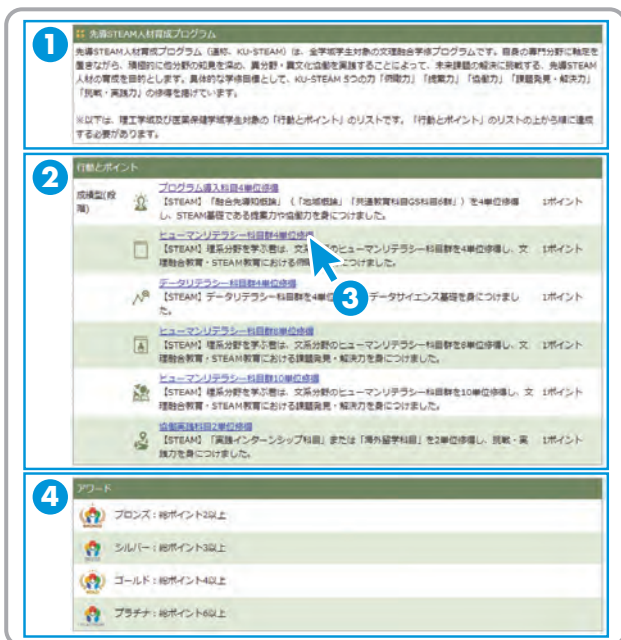 1
先導STEAM人材育成プログラム
先導STEAM人材育成プログラム（通称、KU-STEAM）は、全学域学生対象の文理融合学修プログラムです。自身の専門分野に軸足を
置きながら、積極的に他分野の知見を深め、異分野・異文化協働を実践することによって、未来課題の解決に挑戦する、先導STEAM
人材の育成を目的とします。具体的な学修目標として、KU-STEAM 5つの力「俯瞰力」「提案力」「協働力」「課題発見・解決力」
「挑戦・実践力」の修得を掲げています。
※以下は、理工学域及び医薬保健学域学生対象の「行動とポイント」のリストです。「行動とポイント」のリストの上から順に達成
する必要があります。
2
行動とポイント
成績型(段
階)
プログラム導入科目4単位修得
【STEAM】「融合先導知概論」（「地域概論」「共通教育科目GS科目6群」）を4単位修得 1ポイント
し、STEAM基礎である提案力や協働力を身につけました。
ヒューマンリテラシー科目群4単位修得
【STEAM】理系分野を学ぶ君は、文系分野のヒューマンリテラシー科目群を4単位修得し、文 1ポイント
理融合教育・STEAM教育における俯瞰 につけました。
3
データリテラシー科目群4単位修得
【STEAM】データリテラシー科目群を4単位 データサイエンス基礎を身につけまし 1ポイント
た。
ヒューマンリテラシー科目群8単位修得
【STEAM】理系分野を学ぶ君は、文系分野のヒューマンリテラシー科目群を8単位修得し、文 1ポイント
理融合教育・STEAM教育における課題発見・解決力を身につけました。
ヒューマンリテラシー科目群10単位修得
【STEAM】理系分野を学ぶ君は、文系分野のヒューマンリテラシー科目群を10単位修得し、文 1ポイント
理融合教育・STEAM教育における課題発見・解決力を身につけました。
協働実践科目2単位修得
【STEAM】「実践インターンシップ科目」または「海外留学科目」を2単位修得し、挑戦・実 1ポイント
践力を身につけました。
4
アワード
ブロンズ：総ポイント2以上
シルバー：総ポイント3以上
ゴールド：総ポイント4以上
プラチナ：総ポイント6以上